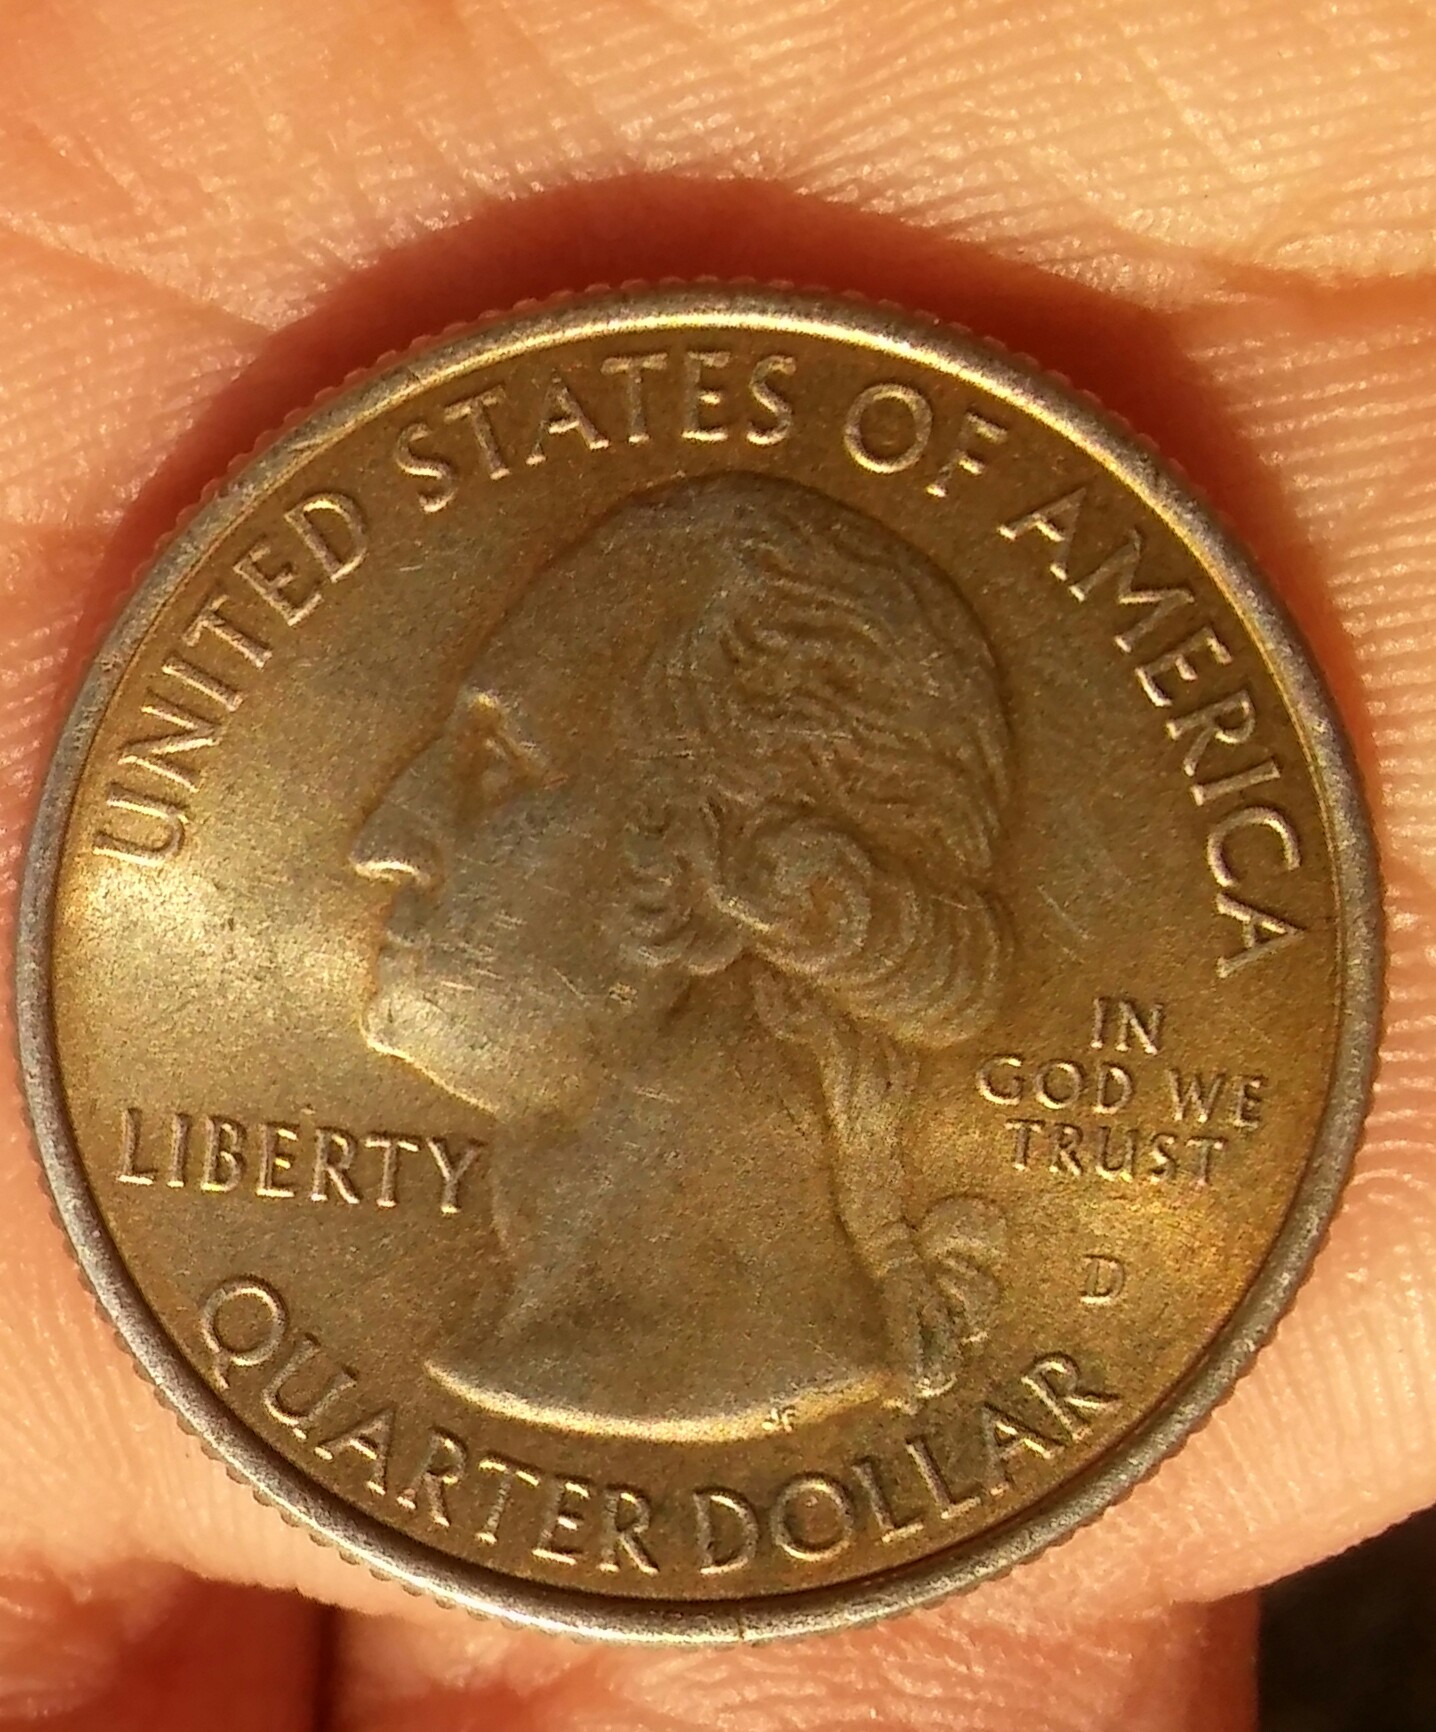 UNITED STATES OF AMERICA
LIBERTY
IN
GOD WE
TRUST
D
QUARTER DOLLAR